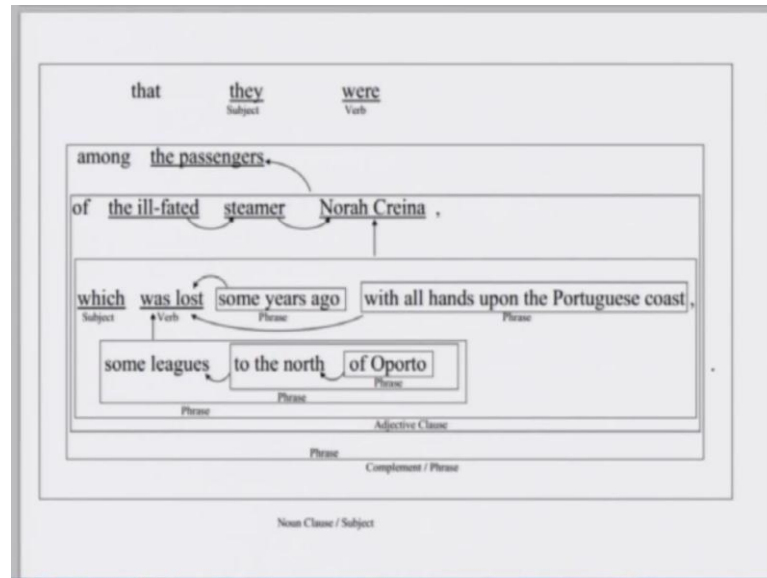 that they were
Subject Verb
among the passengers
of the ill-fated steamer Norah Creina ,
which was lost some years ago with all hands upon the Portuguese coast ,
Subject Verb Phrase Phrase
some leagues to the north of Oporto
Phrase
Phrase
Phrase
Adjective Clause
Phrase
Complement / Phrase
Noun Clause / Subject